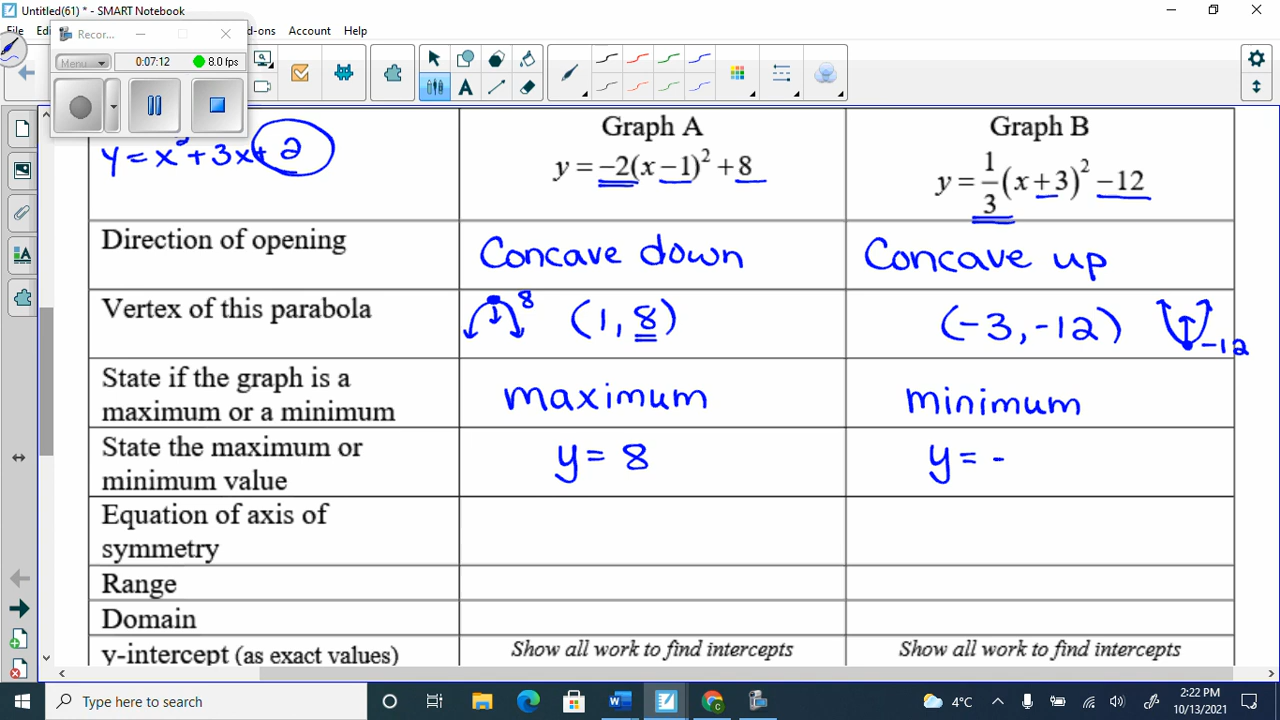 Untitled(61) * - SMART Notebook
File Ed d-ons Account Help
Recor...
Menu 0:07:12 8.0 fps
y = x² + 3x + 2
Graph A
y = -2(x-1)² + 8
Graph B
y = 1/3 (x+3)² - 12
Direction of opening
Concave down
Concave up
Vertex of this parabola
8 (1, 8)
(-3, -12) -12
State if the graph is a maximum or a minimum
maximum
minimum
State the maximum or minimum value
y = 8
y = -
Equation of axis of symmetry
Range
Domain
y-intercept (as exact values)
Show all work to find intercepts
Show all work to find intercepts
Type here to search
4°C
2:22 PM
10/13/2021